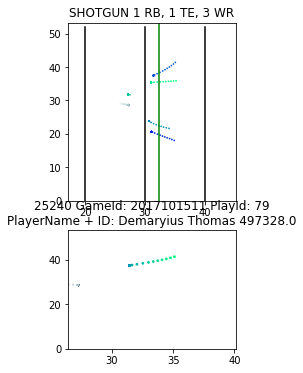 SHOTGUN 1 RB, 1 TE, 3 WR
50
40
30
20
10
0
20 30 40
25240 GameId: 2017101511 PlayId: 79
PlayerName + ID: Demaryius Thomas 497328.0
40
20
0
30 35 40